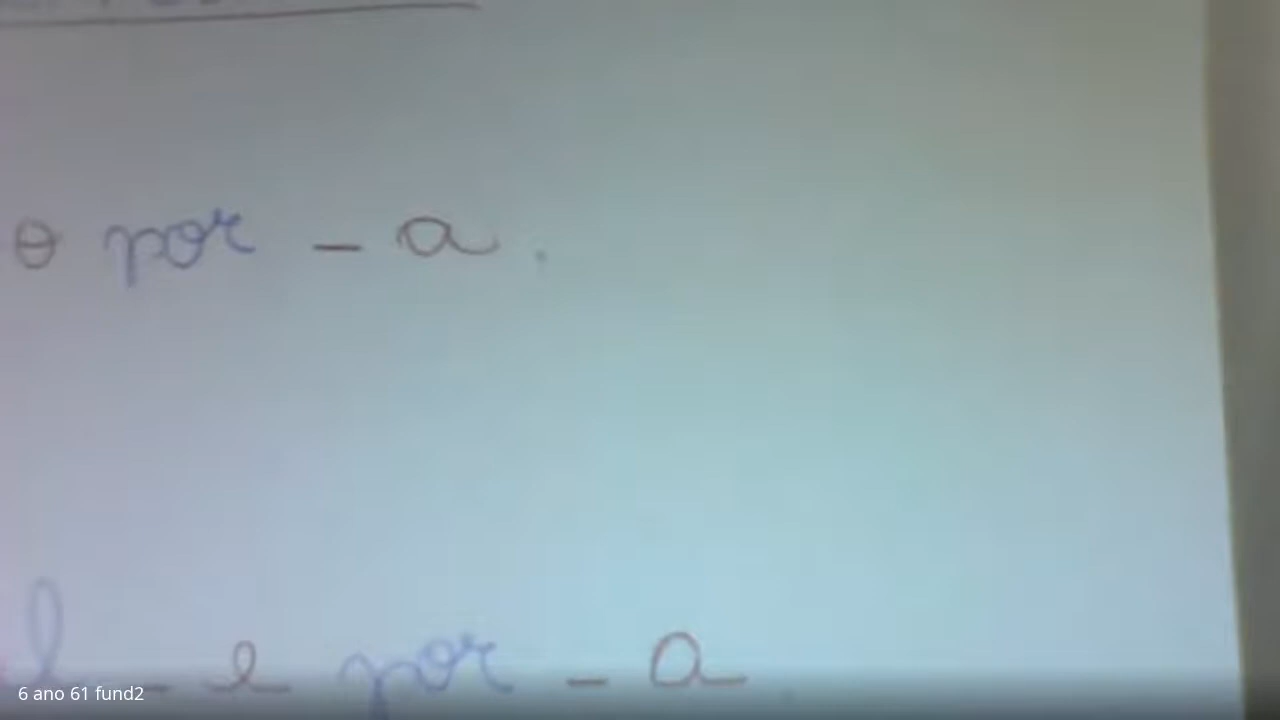 o por - a.
l - e por - a.
6 ano 61 fund2